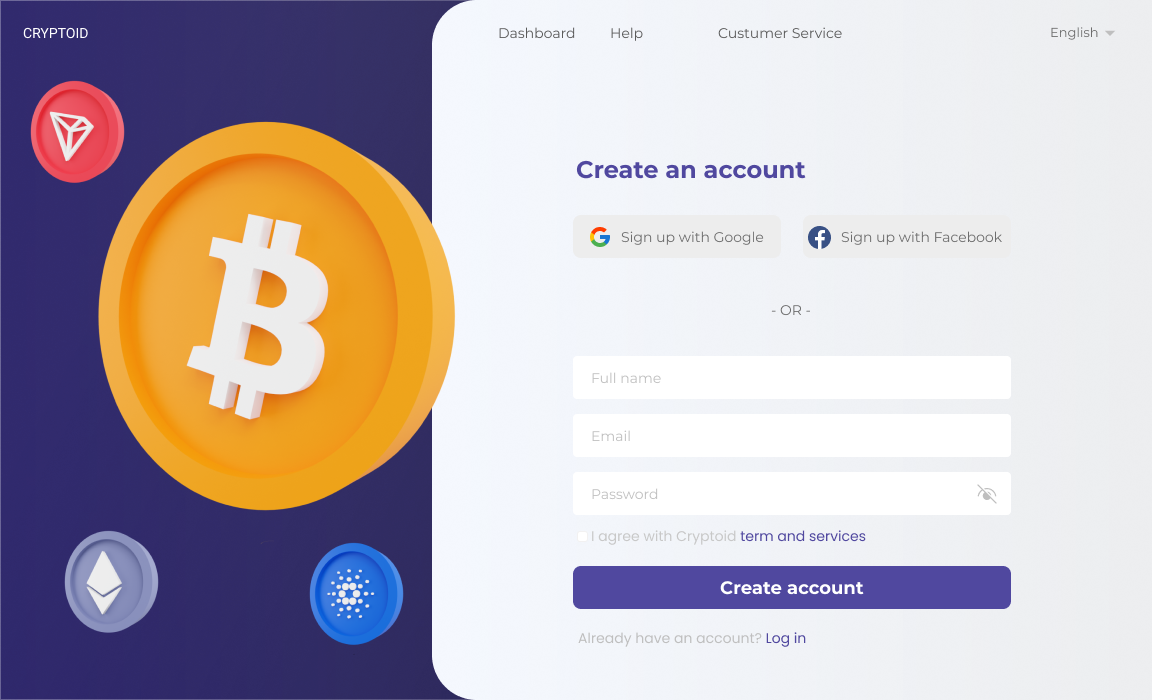 CRYPTOID
Dashboard Help Custumer Service English
Create an account
Sign up with Google Sign up with Facebook
- OR -
Full name
Email
Password
I agree with Cryptoid term and services
Create account
Already have an account? Log in